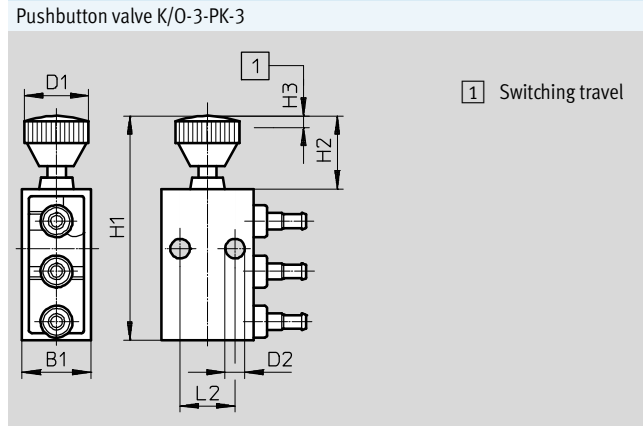 Pushbutton valve K/O-3-PK-3
D1
1
H3
H2
H1
1 Switching travel
B1
D2
L2